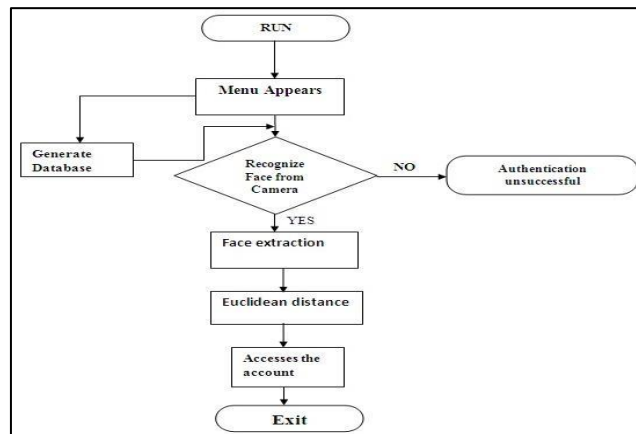 RUN
Menu Appears
Generate
Database
Recognize
Face from
Camera
NO
Authentication
unsuccessful
YES
Face extraction
Euclidean distance
Accesses the
account
Exit